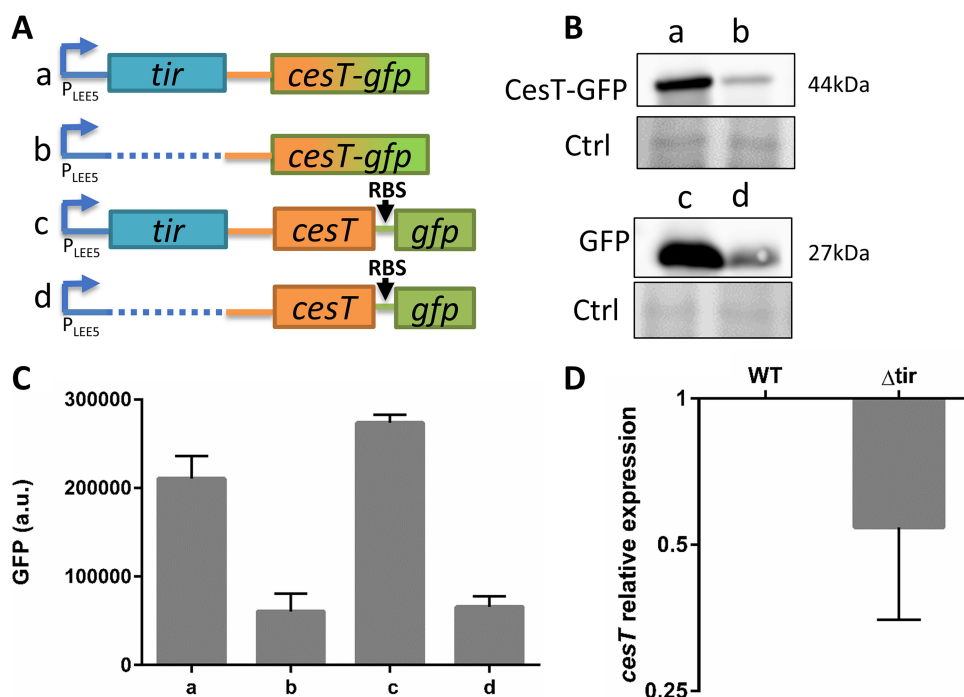 A
a
tir
cesT-gfp
P LEE5
b
cesT-gfp
P LEE5
RBS
c
tir
cesT
gfp
P LEE5
RBS
d
cesT
gfp
P LEE5
B
a b
CesT-GFP 44kDa
Ctrl
c d
GFP 27kDa
Ctrl
C
300000
200000
100000
0
GFP (a.u.)
a b c d
D
WT Δtir
1
0.5
0.25
cesT relative expression